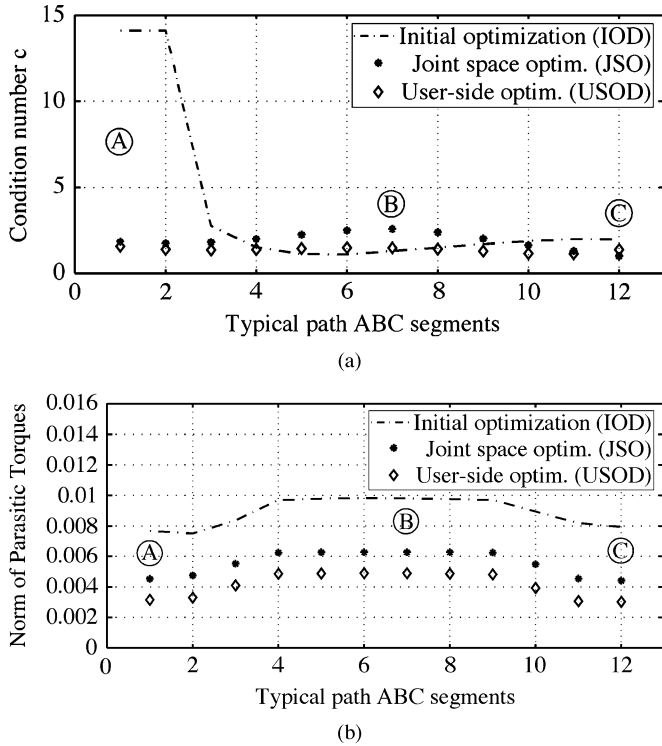 15
10
5
0
Condition number c
Initial optimization (IOD)
Joint space optim. (JSO)
User-side optim. (USOD)
A
B
C
0 2 4 6 8 10 12
Typical path ABC segments
(a)
0.016
0.014
0.012
0.01
0.008
0.006
0.004
0.002
0
Norm of Parasitic Torques
Initial optimization (IOD)
Joint space optim. (JSO)
User-side optim. (USOD)
A
B
C
0 2 4 6 8 10 12
Typical path ABC segments
(b)